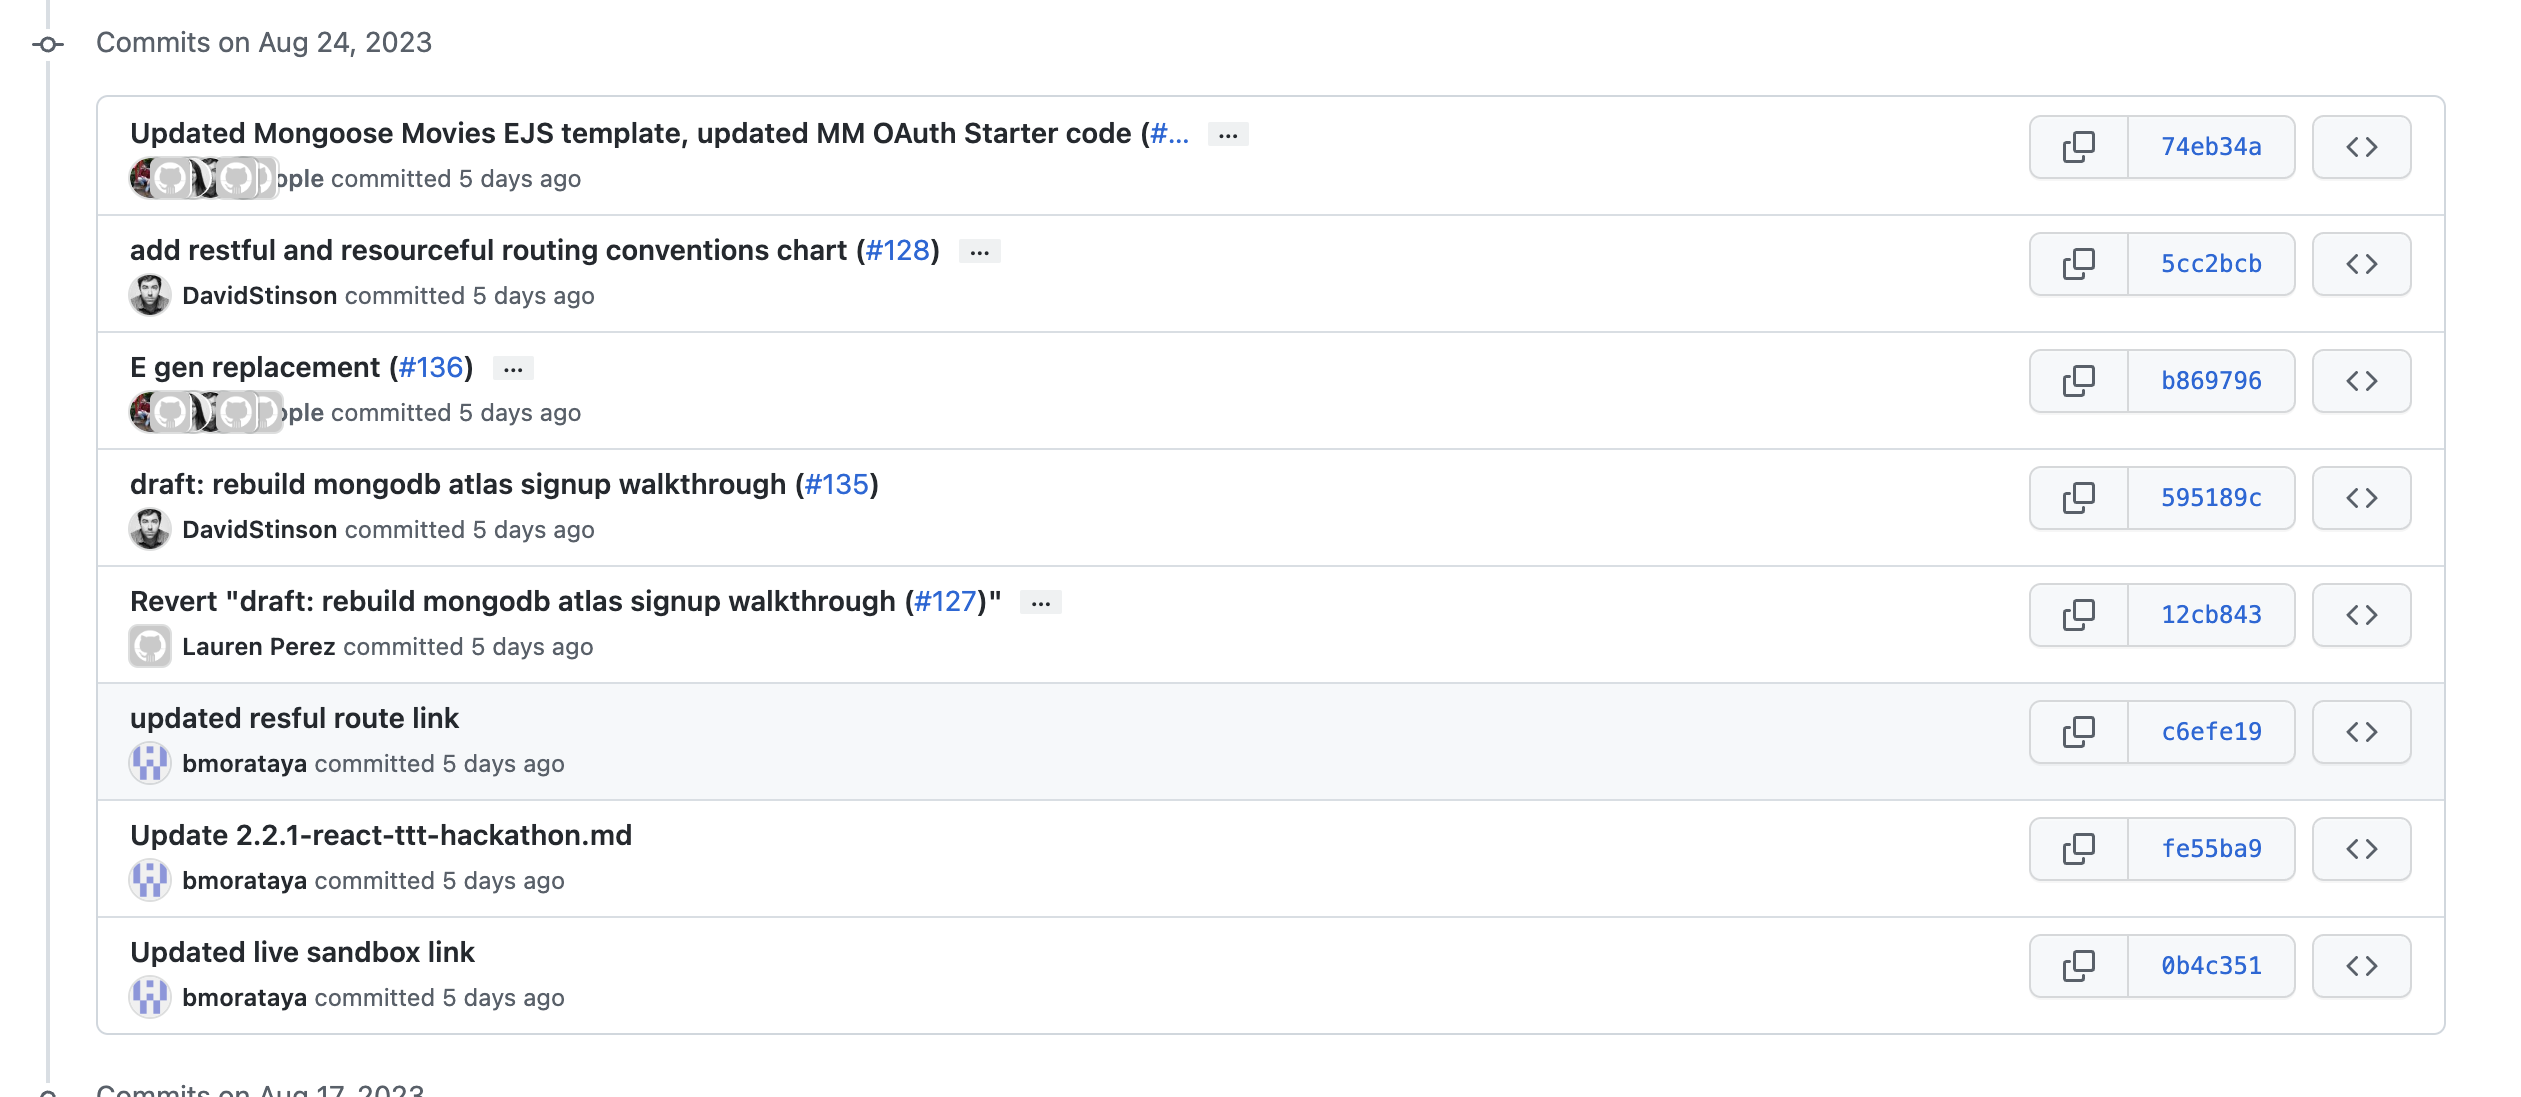 Commits on Aug 24, 2023
Updated Mongoose Movies EJS template, updated MM OAuth Starter code (#... ...
committed 5 days ago
74eb34a
add restful and resourceful routing conventions chart (#128) ...
DavidStinson committed 5 days ago
5cc2bcb
E gen replacement (#136) ...
committed 5 days ago
b869796
draft: rebuild mongodb atlas signup walkthrough (#135)
DavidStinson committed 5 days ago
595189c
Revert "draft: rebuild mongodb atlas signup walkthrough (#127)" ...
Lauren Perez committed 5 days ago
12cb843
updated resful route link
bmorataya committed 5 days ago
c6efe19
Update 2.2.1-react-ttt-hackathon.md
bmorataya committed 5 days ago
fe55ba9
Updated live sandbox link
bmorataya committed 5 days ago
0b4c351
Commits on Aug 17, 2023